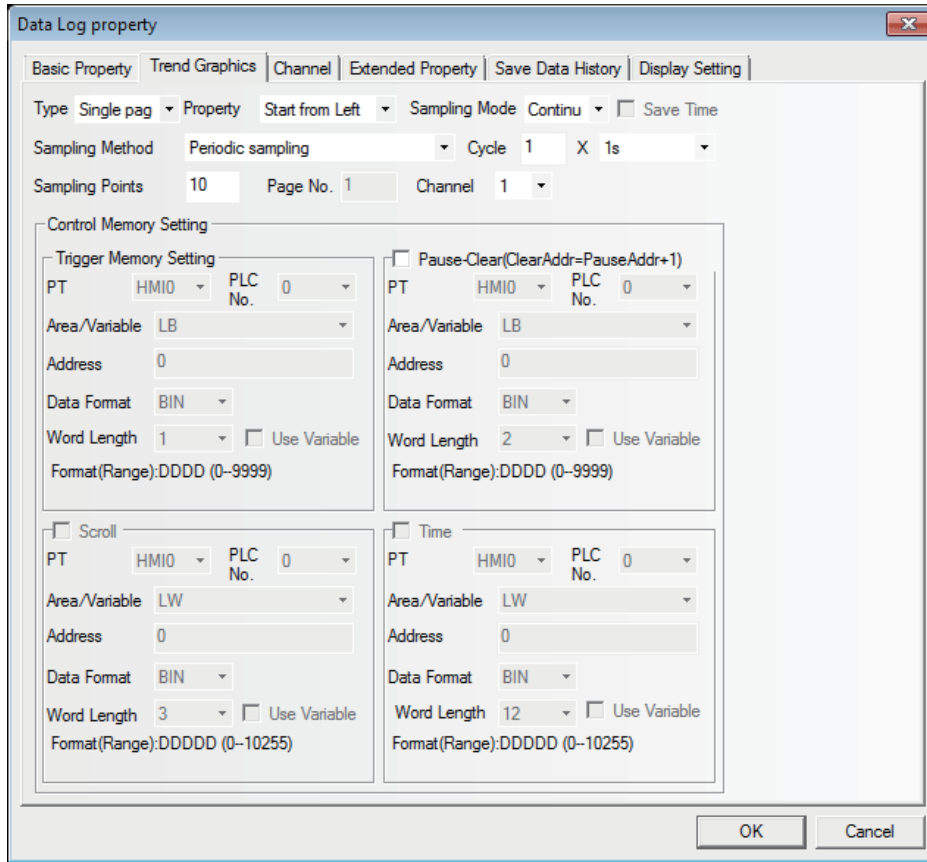 Data Log property
Basic Property Trend Graphics Channel Extended Property Save Data History Display Setting
Type Single pag Property Start from Left Sampling Mode Continu Save Time
Sampling Method Periodic sampling Cycle 1 X 1s
Sampling Points 10 Page No. 1 Channel 1
Control Memory Setting
Trigger Memory Setting
PT HMI0 PLC No. 0
Area/Variable LB
Address 0
Data Format BIN
Word Length 1 Use Variable
Format(Range):DDDD (0--9999)
Pause-Clear(ClearAddr=PauseAddr+1)
PT HMI0 PLC No. 0
Area/Variable LB
Address 0
Data Format BIN
Word Length 2 Use Variable
Format(Range):DDDD (0--9999)
Scroll
PT HMI0 PLC No. 0
Area/Variable LW
Address 0
Data Format BIN
Word Length 3 Use Variable
Format(Range):DDDDD (0--10255)
Time
PT HMI0 PLC No. 0
Area/Variable LW
Address 0
Data Format BIN
Word Length 12 Use Variable
Format(Range):DDDDD (0--10255)
OK Cancel